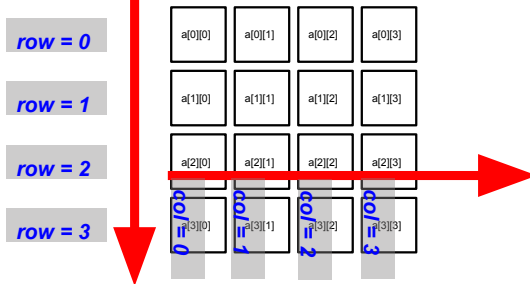 row = 0 a[0][0] a[0][1] a[0][2] a[0][3]
row = 1 a[1][0] a[1][1] a[1][2] a[1][3]
row = 2 a[2][0] a[2][1] a[2][2] a[2][3]
row = 3 a[3][0] a[3][1] a[3][2] a[3][3]
col = 0
col = 1
col = 2
col = 3